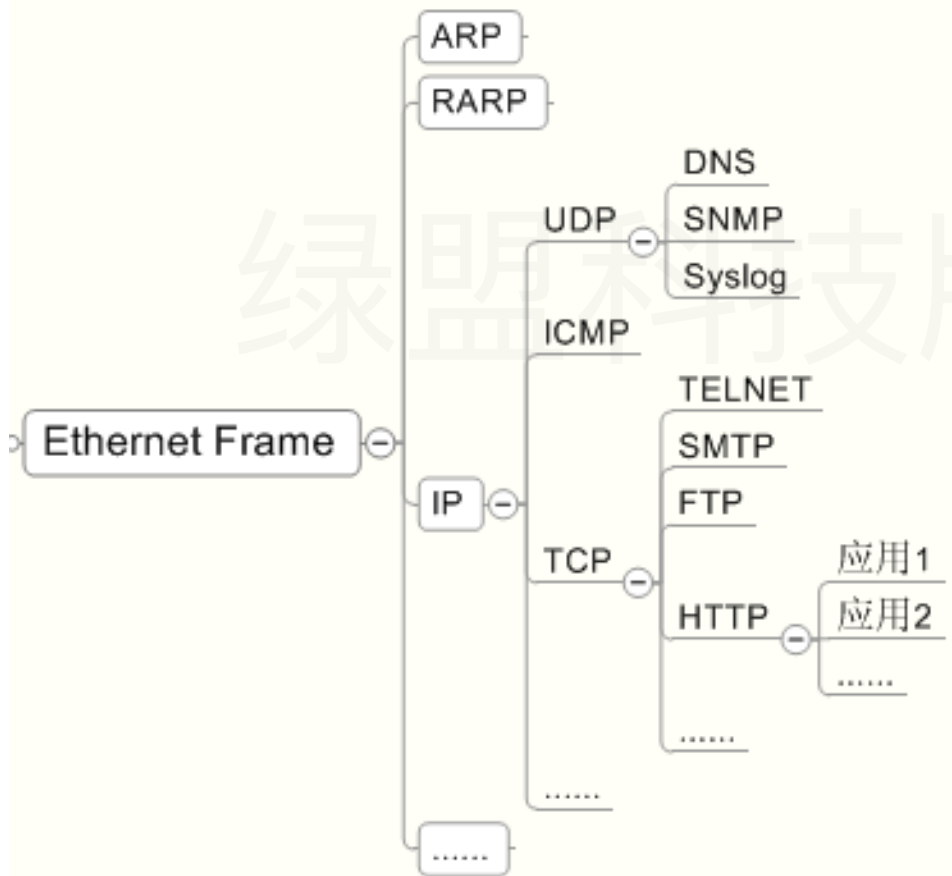 ARP
RARP
DNS
UDP
SNMP
Syslog
ICMP
TELNET
Ethernet Frame
SMTP
IP
FTP
TCP
应用1
HTTP
应用2
......
......
......
......
绿盟科技